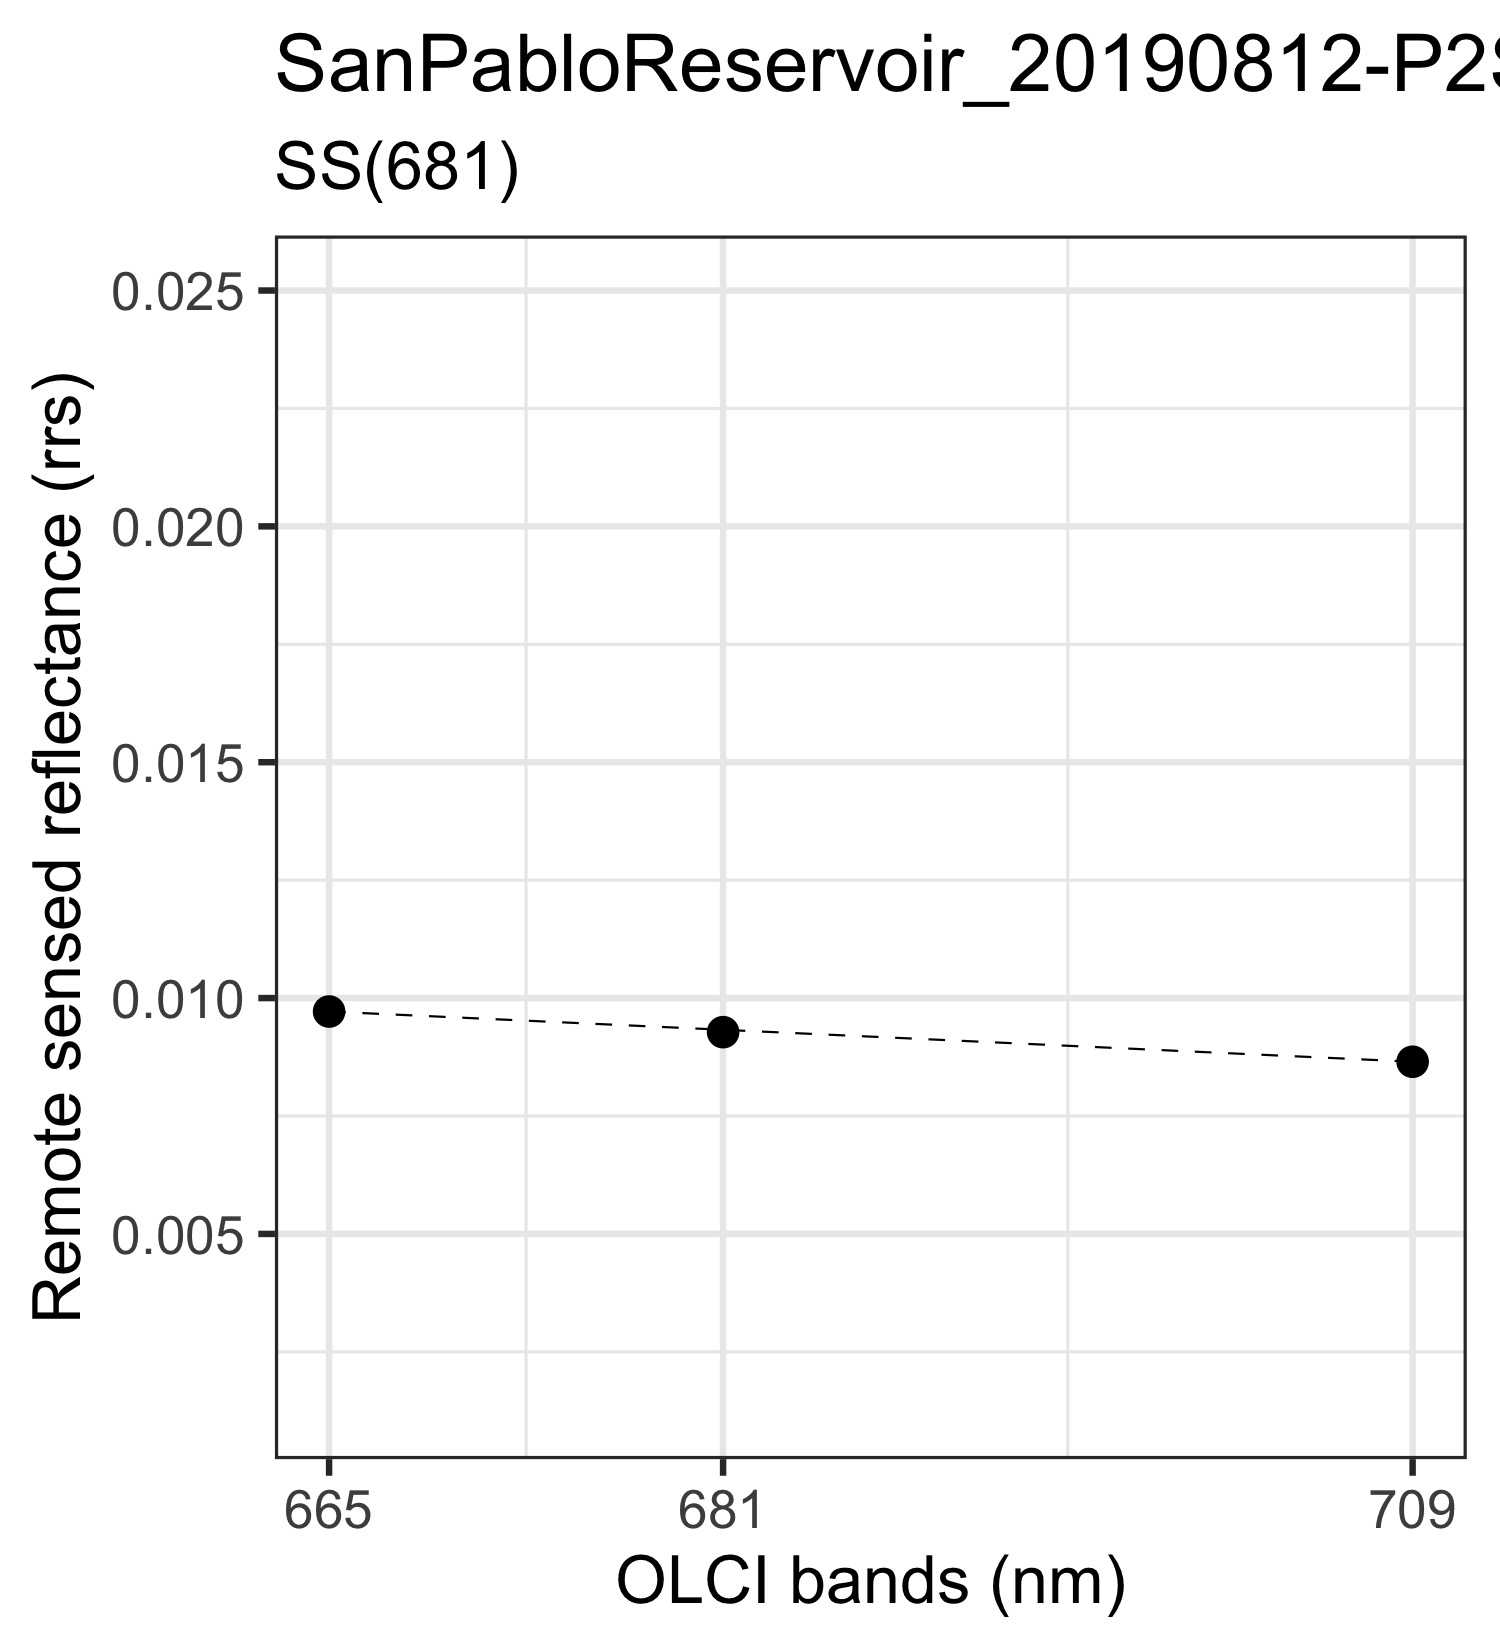 SanPabloReservoir_20190812-P2
SS(681)
Remote sensed reflectance (rrs)
0.025
0.020
0.015
0.010
0.005
665 681 709
OLCI bands (nm)